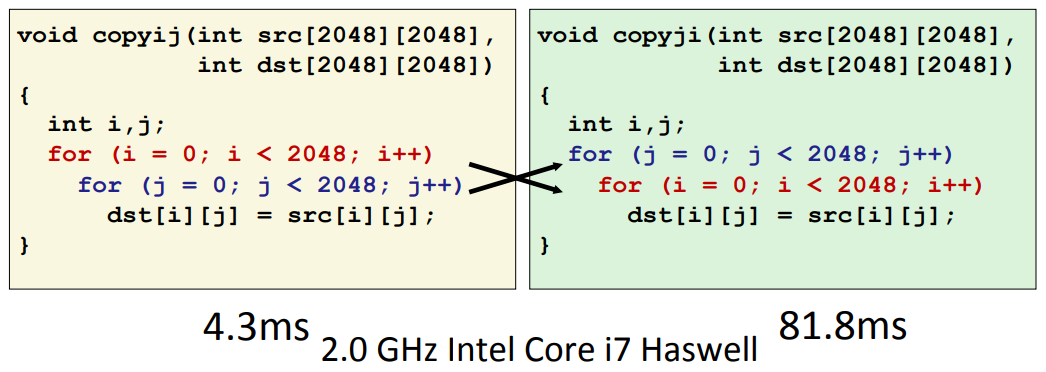 void copyij(int src[2048][2048],
            int dst[2048][2048])
{
  int i,j;
  for (i = 0; i < 2048; i++)
    for (j = 0; j < 2048; j++)
      dst[i][j] = src[i][j];
}
void copyji(int src[2048][2048],
            int dst[2048][2048])
{
  int i,j;
  for (j = 0; j < 2048; j++)
    for (i = 0; i < 2048; i++)
      dst[i][j] = src[i][j];
}
4.3ms
81.8ms
2.0 GHz Intel Core i7 Haswell